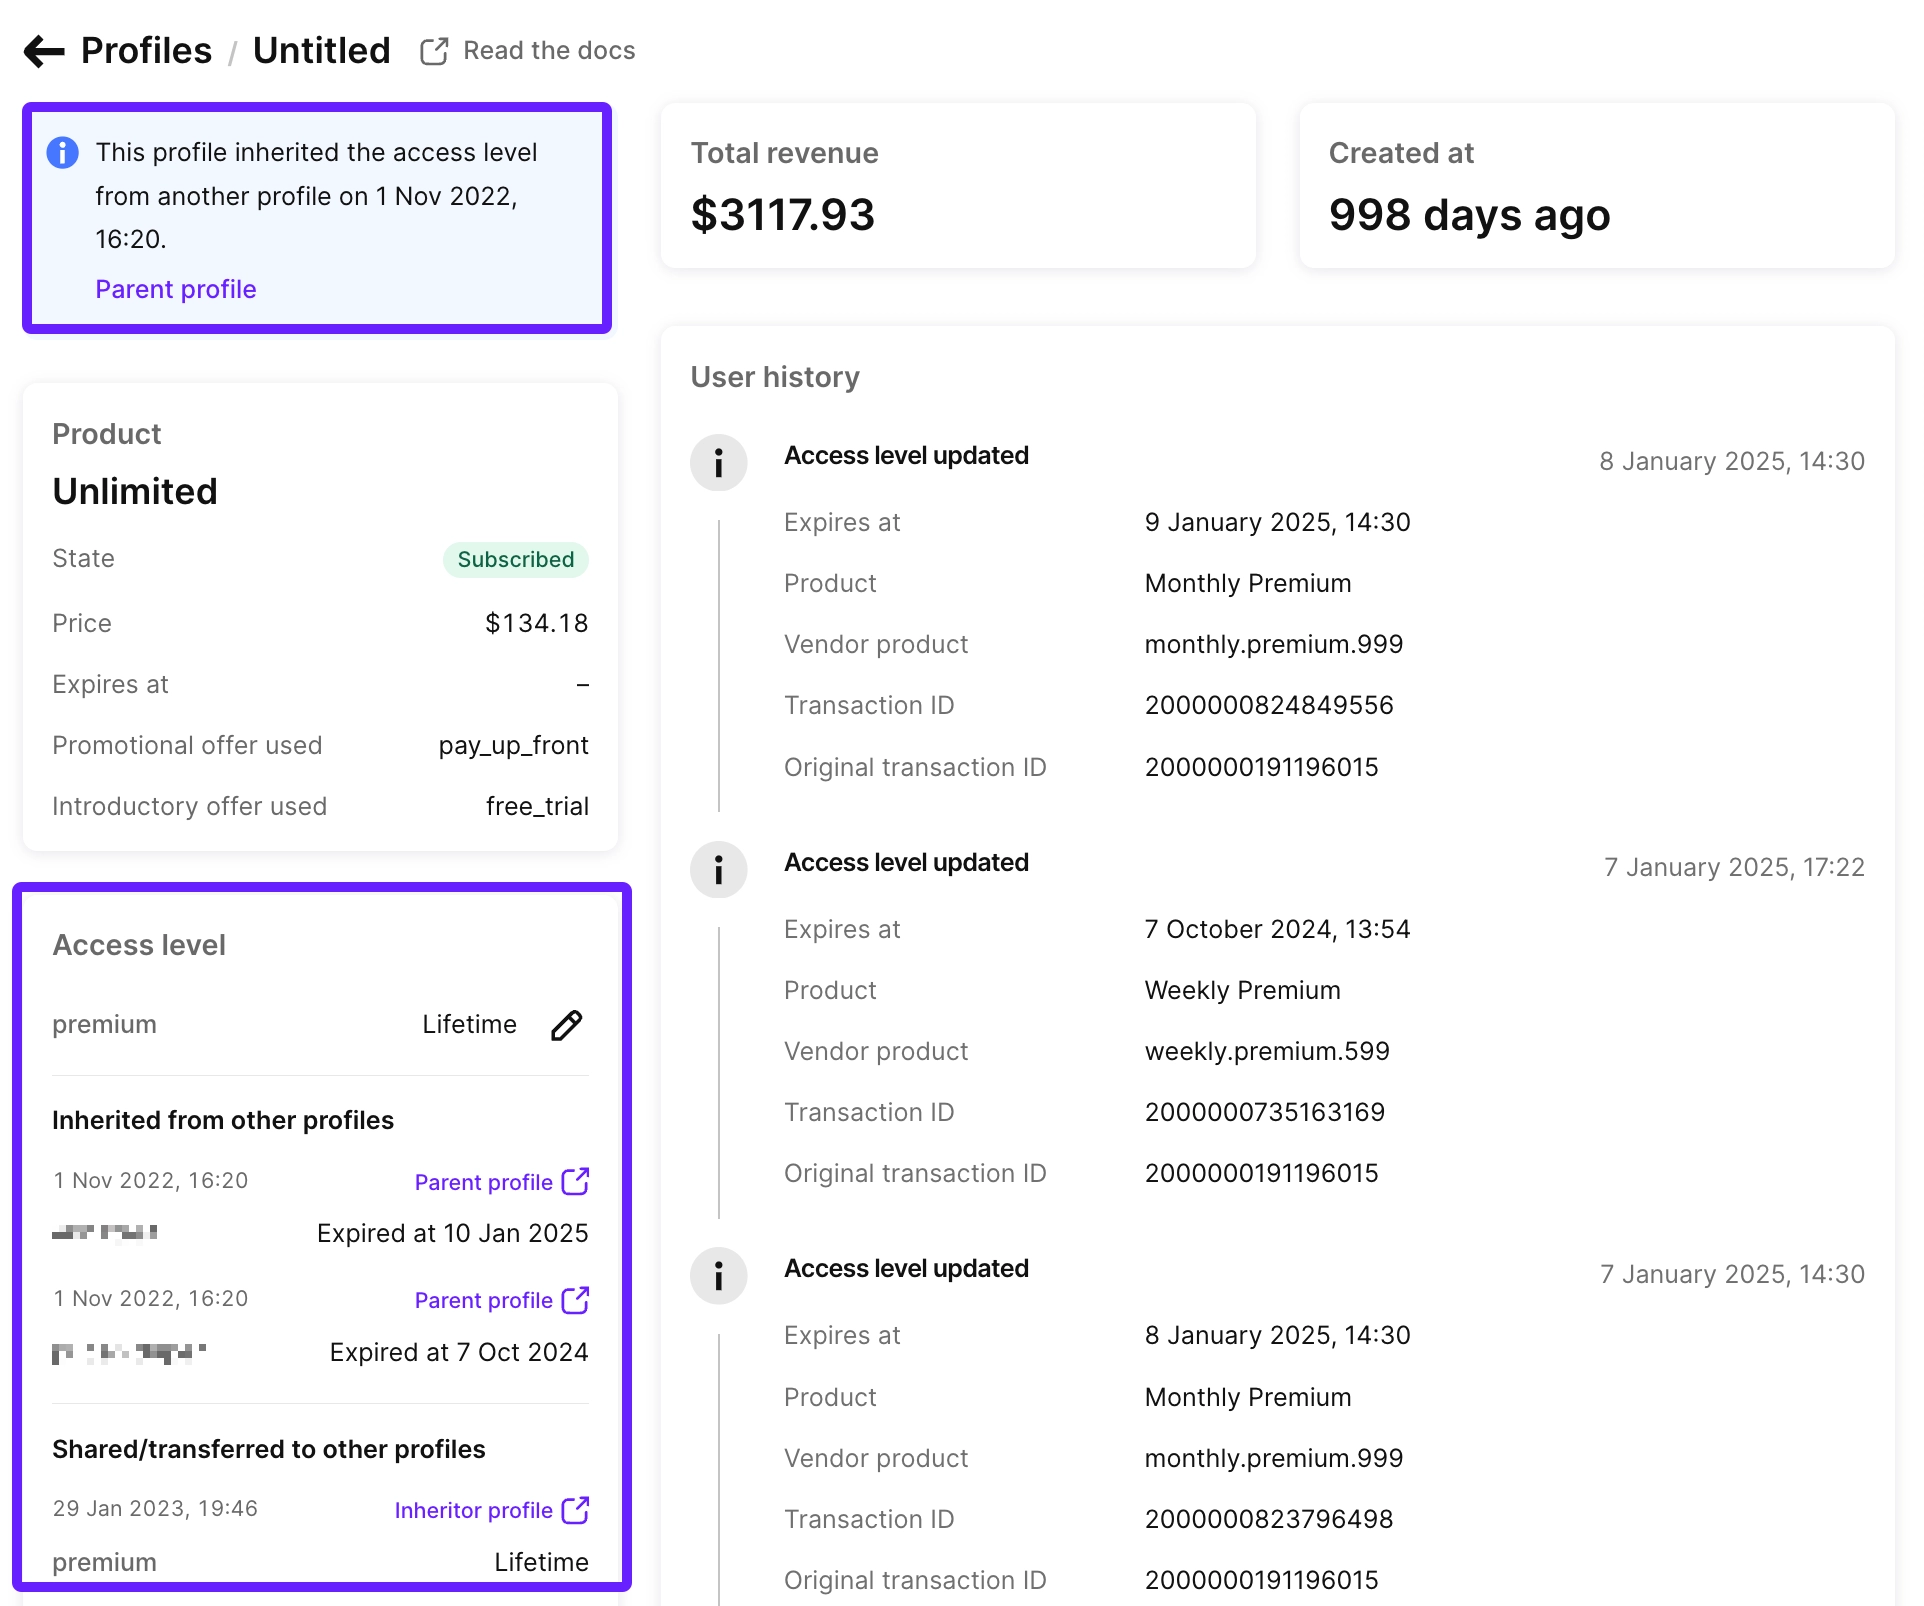 Profiles / Untitled Read the docs
This profile inherited the access level
from another profile on 1 Nov 2022,
16:20.
Parent profile
Product
Unlimited
State Subscribed
Price $134.18
Expires at –
Promotional offer used pay_up_front
Introductory offer used free_trial
Access level
premium Lifetime
Inherited from other profiles
1 Nov 2022, 16:20 Parent profile
Expired at 10 Jan 2025
1 Nov 2022, 16:20 Parent profile
Expired at 7 Oct 2024
Shared/transferred to other profiles
29 Jan 2023, 19:46 Inheritor profile
premium Lifetime
Total revenue
$3117.93
Created at
998 days ago
User history
Access level updated 8 January 2025, 14:30
Expires at 9 January 2025, 14:30
Product Monthly Premium
Vendor product monthly.premium.999
Transaction ID 2000000824849556
Original transaction ID 2000000191196015
Access level updated 7 January 2025, 17:22
Expires at 7 October 2024, 13:54
Product Weekly Premium
Vendor product weekly.premium.599
Transaction ID 2000000735163169
Original transaction ID 2000000191196015
Access level updated 7 January 2025, 14:30
Expires at 8 January 2025, 14:30
Product Monthly Premium
Vendor product monthly.premium.999
Transaction ID 2000000823796498
Original transaction ID 2000000191196015